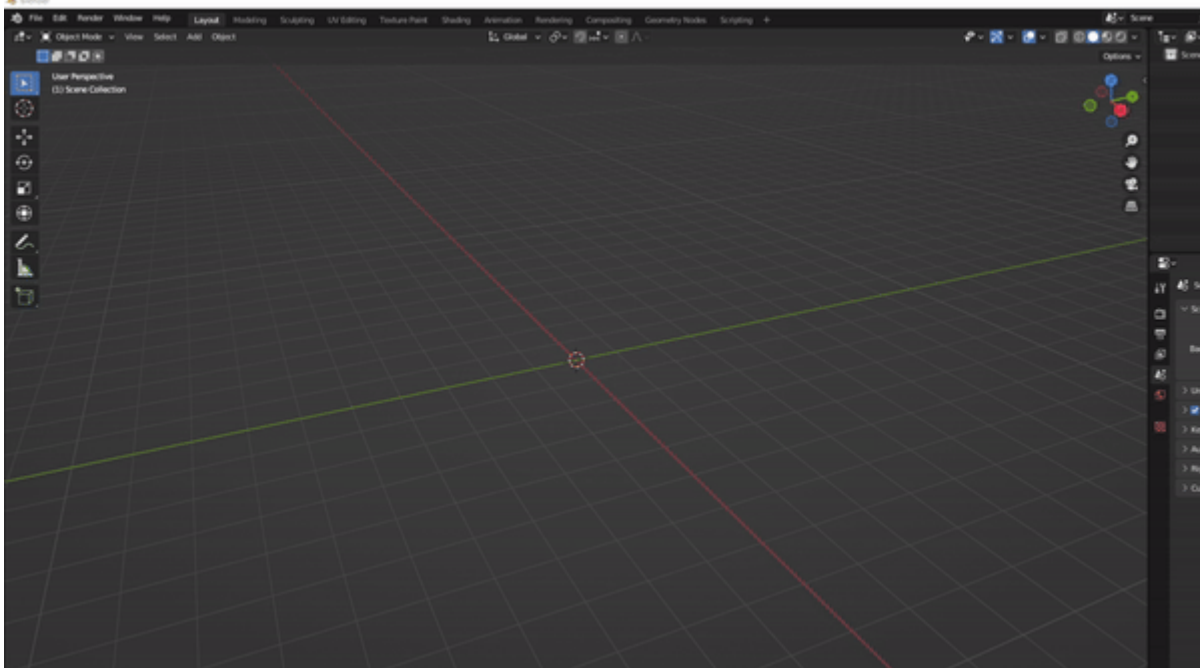 Blender
File Edit Render Window Help Layout Modeling Sculpting UV Editing Texture Paint Shading Animation Rendering Compositing Geometry Nodes Scripting + Scene
Object Mode View Select Add Object Global
Options
User Perspective
(1) Scene Collection